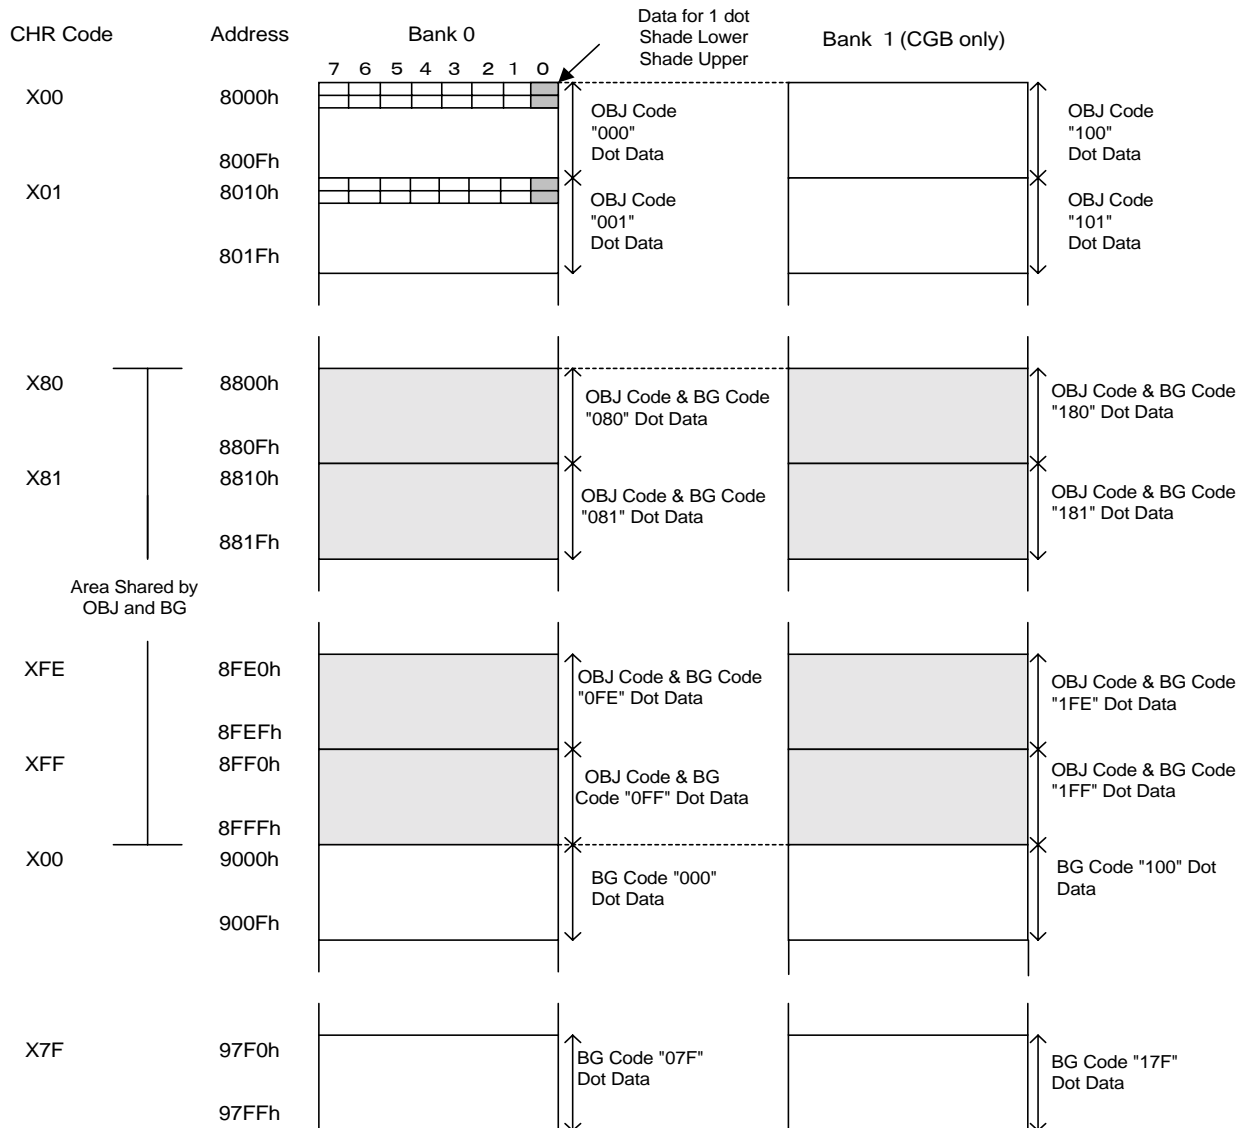 CHR Code
Address
Bank 0
Data for 1 dot
Shade Lower
Shade Upper
Bank 1 (CGB only)
7 6 5 4 3 2 1 0
X00
8000h
OBJ Code
"000"
Dot Data
OBJ Code
"100"
Dot Data
800Fh
X01
8010h
OBJ Code
"001"
Dot Data
OBJ Code
"101"
Dot Data
801Fh
X80
8800h
OBJ Code & BG Code
"080" Dot Data
OBJ Code & BG Code
"180" Dot Data
880Fh
X81
8810h
OBJ Code & BG Code
"081" Dot Data
OBJ Code & BG Code
"181" Dot Data
881Fh
Area Shared by
OBJ and BG
XFE
8FE0h
OBJ Code & BG Code
"0FE" Dot Data
OBJ Code & BG Code
"1FE" Dot Data
8FEFh
XFF
8FF0h
OBJ Code & BG
Code "0FF" Dot Data
OBJ Code & BG Code
"1FF" Dot Data
8FFFh
X00
9000h
BG Code "000"
Dot Data
BG Code "100" Dot
Data
900Fh
X7F
97F0h
BG Code "07F"
Dot Data
BG Code "17F"
Dot Data
97FFh